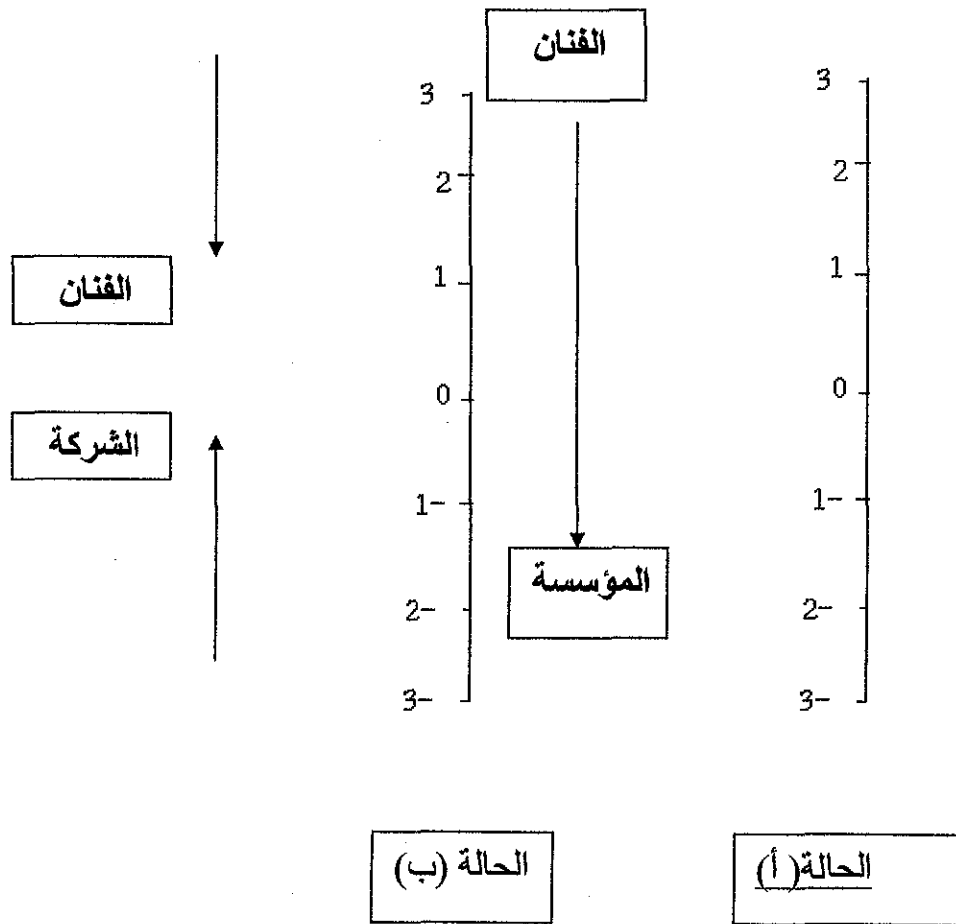 الفنان
3
3
2
2
1
1
الفنان
0
0
الشركة
1-
1-
المؤسسة
2-
2-
3-
3-
الحالة (أ)
الحالة (ب)